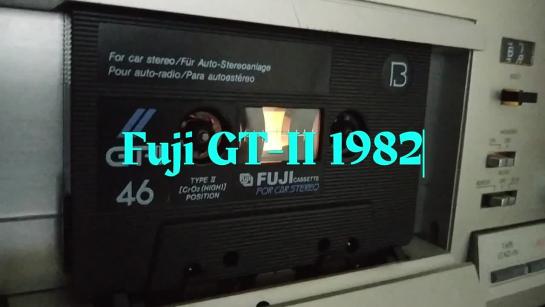 For car stereo/Für Auto-Stereoanlage
Pour auto-radio/Para autoestéreo
B
Fuji GT-II 1982
46
TYPE II
[CrO2 (HIGH)]
POSITION
FUJI CASSETTE
FOR CAR STEREO